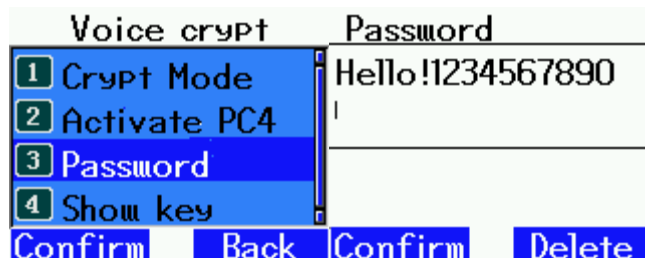 Voice crypt
1 Crypt Mode
2 Activate PC4
3 Password
4 Show key
Confirm Back
Password
Hello!1234567890
Confirm Delete